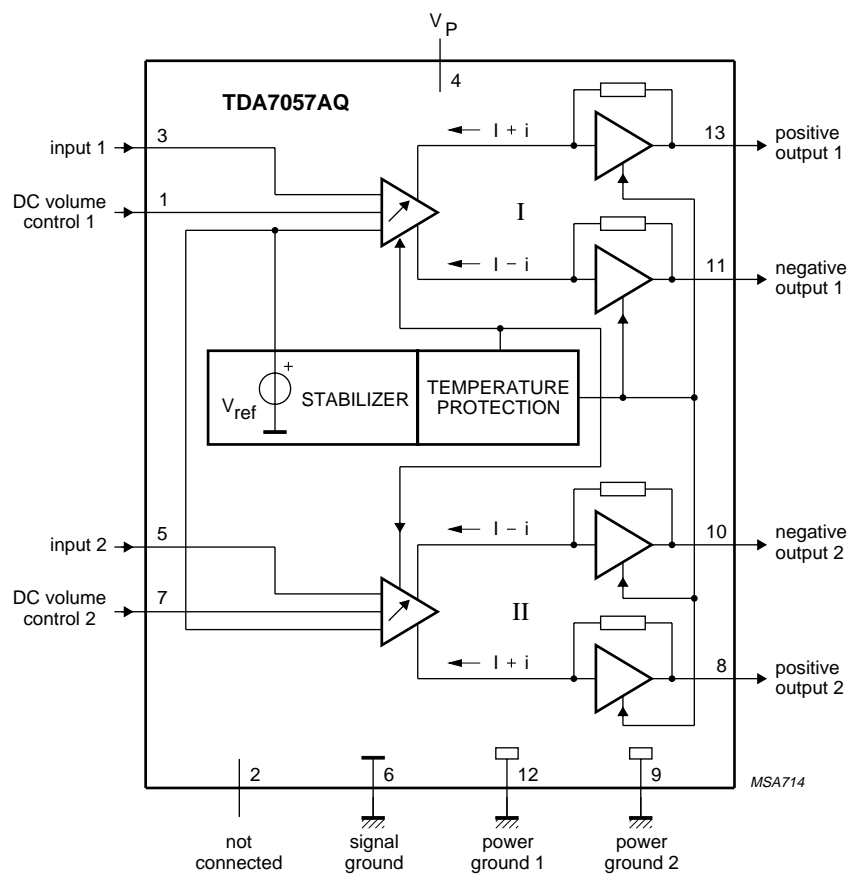 V P
4
TDA7057AQ
input 1
3
I + i
13
positive
output 1
DC volume
control 1
1
I
I – i
11
negative
output 1
+
Vref
STABILIZER
TEMPERATURE
PROTECTION
input 2
5
I – i
10
negative
output 2
DC volume
control 2
7
II
I + i
8
positive
output 2
2
6
12
9
MSA714
not
connected
signal
ground
power
ground 1
power
ground 2